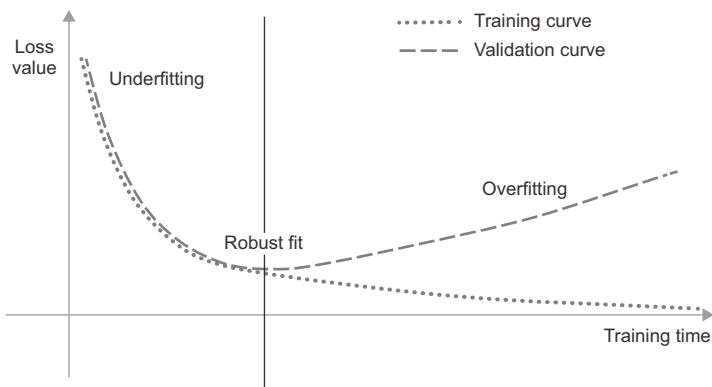 Loss
value
Training curve
Validation curve
Underfitting
Overfitting
Robust fit
Training time